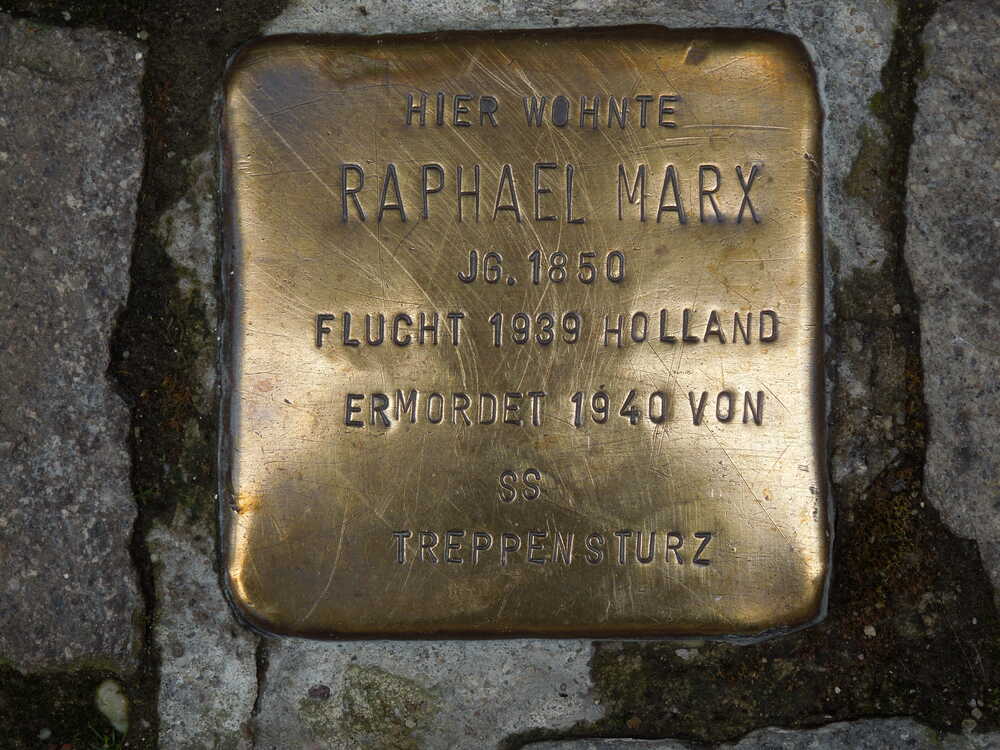 HIER WOHNTE
RAPHAEL MARX
JG. 1850
FLUCHT 1939 HOLLAND
ERMORDET 1940 VON
SS
TREPPENSTURZ